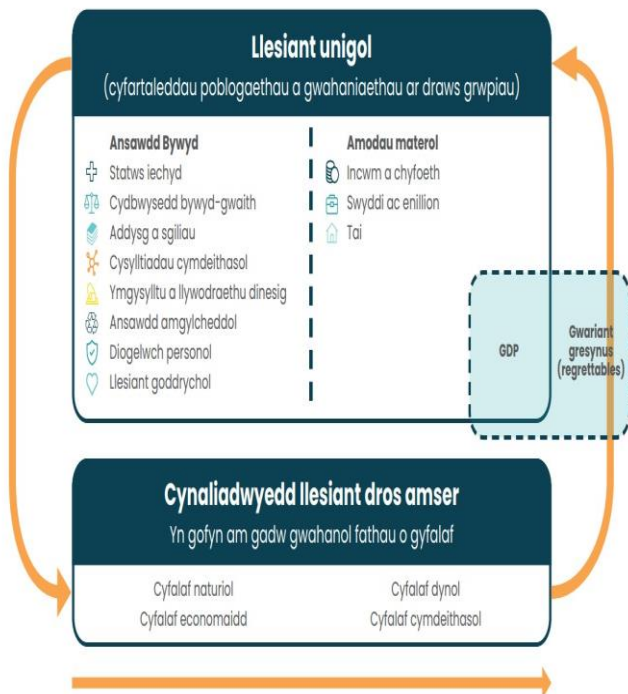 Llesiant unigol
(cyfartaleddau poblogaethau a gwahaniaethau ar draws grwpiau)
Ansawdd Bywyd
Statws iechyd
Cydbwysedd bywyd-gwaith
Addysg a sgiliau
Cysylltiadau cymdeithasol
Ymgysylltu a llywodraethu dinesig
Ansawdd amgylcheddol
Diogelwch personol
Llesiant goddrychol
Amodau materol
Incwm a chyfoeth
Swyddi ac enillion
Tai
GDP
Gwariant
gresynus
(regrettables)
Cynaliadwyedd llesiant dros amser
Yn gofyn am gadw gwahanol fathau o gyfalaf
Cyfalaf naturiol
Cyfalaf economaidd
Cyfalaf dynol
Cyfalaf cymdeithasol